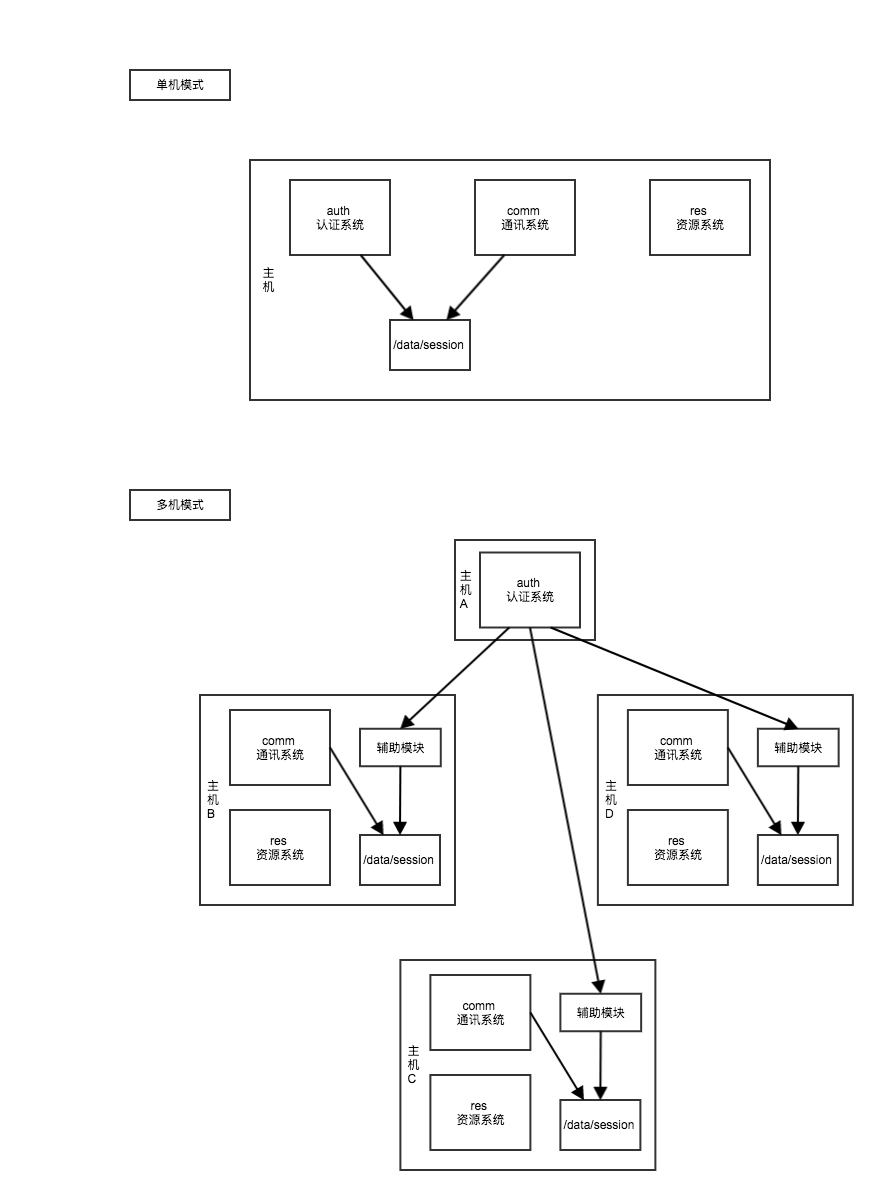 单机模式
auth
认证系统
comm
通讯系统
res
资源系统
主
机
/data/session
多机模式
主
机
A
auth
认证系统
主
机
B
comm
通讯系统
辅助模块
res
资源系统
/data/session
主
机
D
comm
通讯系统
辅助模块
res
资源系统
/data/session
主
机
C
comm
通讯系统
辅助模块
res
资源系统
/data/session